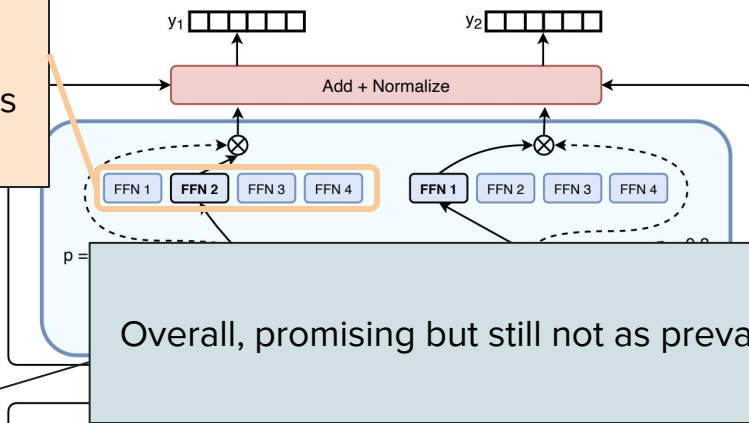 y1 y2
s
Add + Normalize
FFN 1 FFN 2 FFN 3 FFN 4 FFN 1 FFN 2 FFN 3 FFN 4
p =
Overall, promising but still not as preva